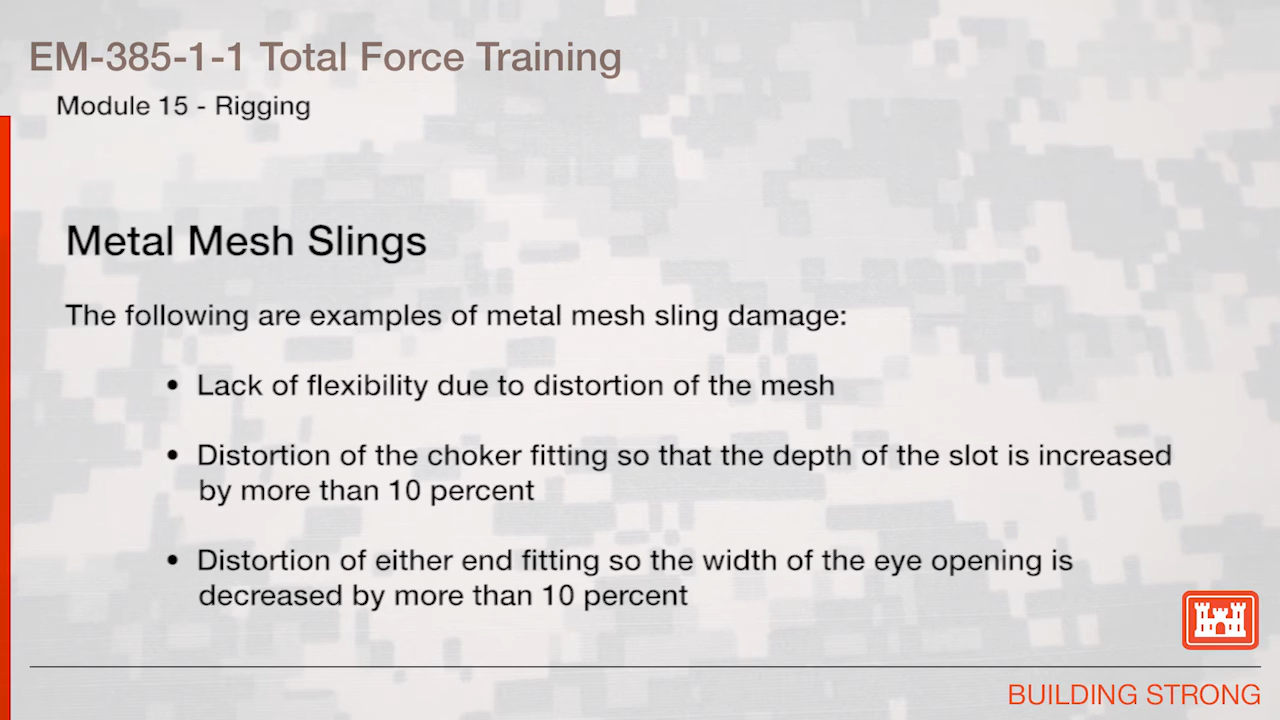 EM-385-1-1 Total Force Training
Module 15 - Rigging
Metal Mesh Slings
The following are examples of metal mesh sling damage:
• Lack of flexibility due to distortion of the mesh
• Distortion of the choker fitting so that the depth of the slot is increased
by more than 10 percent
• Distortion of either end fitting so the width of the eye opening is
decreased by more than 10 percent
BUILDING STRONG